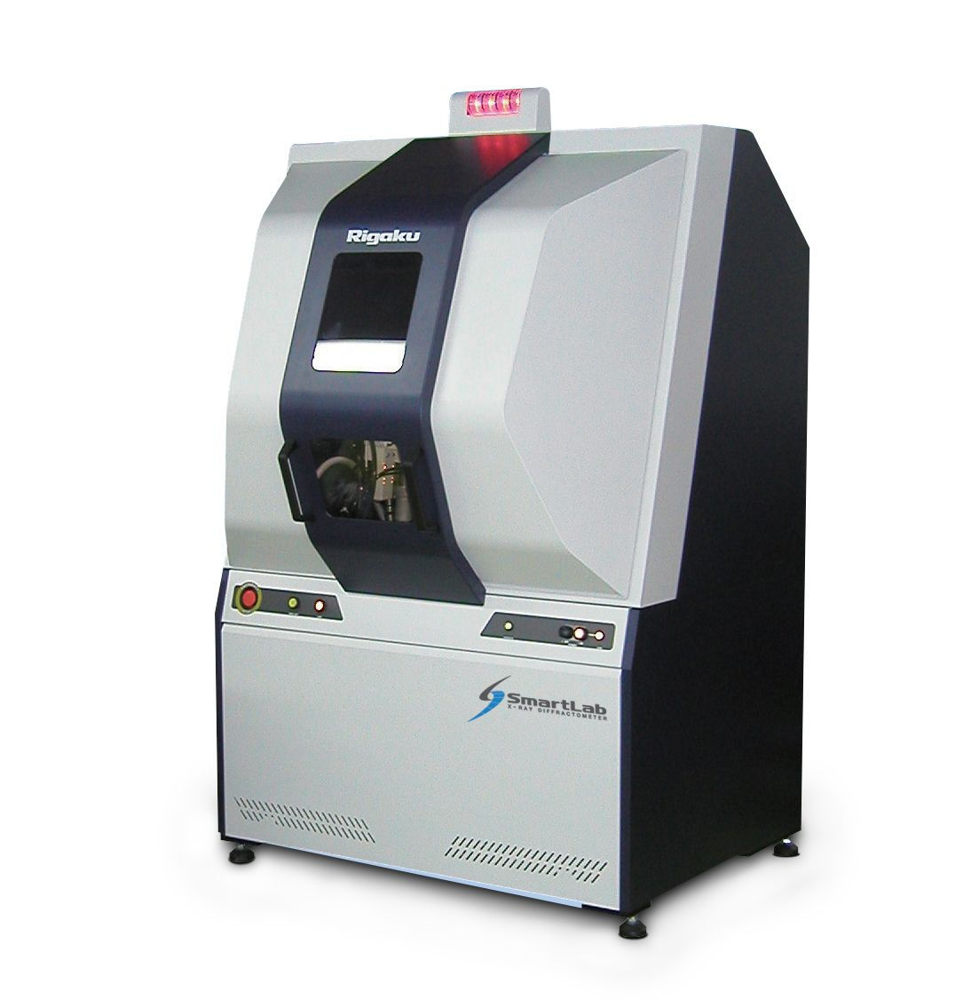 Rigaku
SmartLab
X-RAY DIFFRACTOMETER